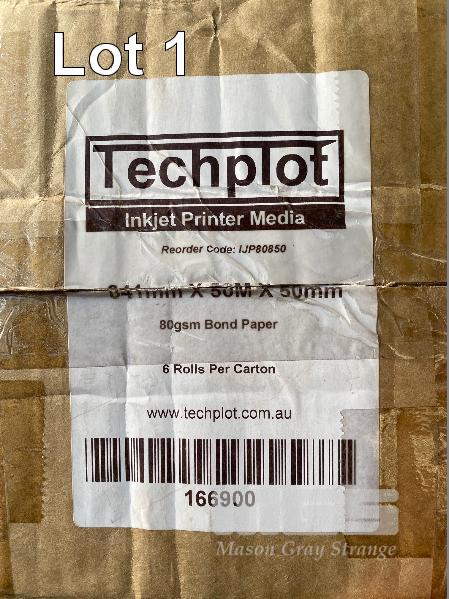 Lot 1
Techplot
Inkjet Printer Media
Reorder Code: IJP80850
841mm X 50M X 50mm
80gsm Bond Paper
6 Rolls Per Carton
www.techplot.com.au
166900
Mason Gray Strange